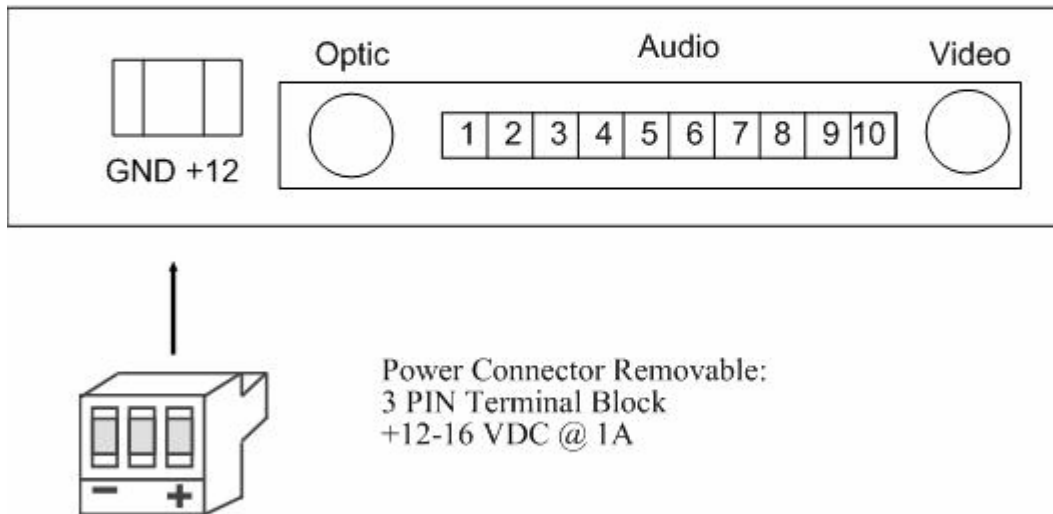 Optic Audio Video
1 2 3 4 5 6 7 8 9 10
GND +12
Power Connector Removable:
3 PIN Terminal Block
+12-16 VDC @ 1A
− +